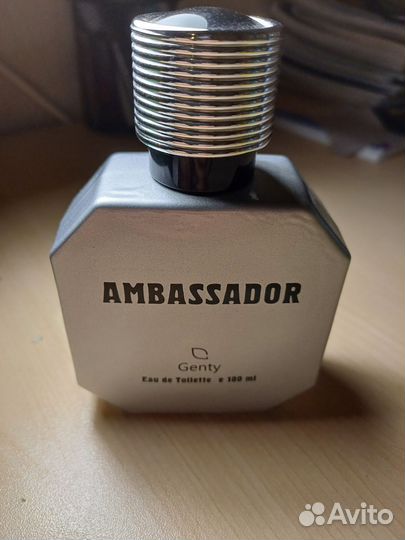 AMBASSADOR
Genty
Eau de Toilette e 100 ml
Avito